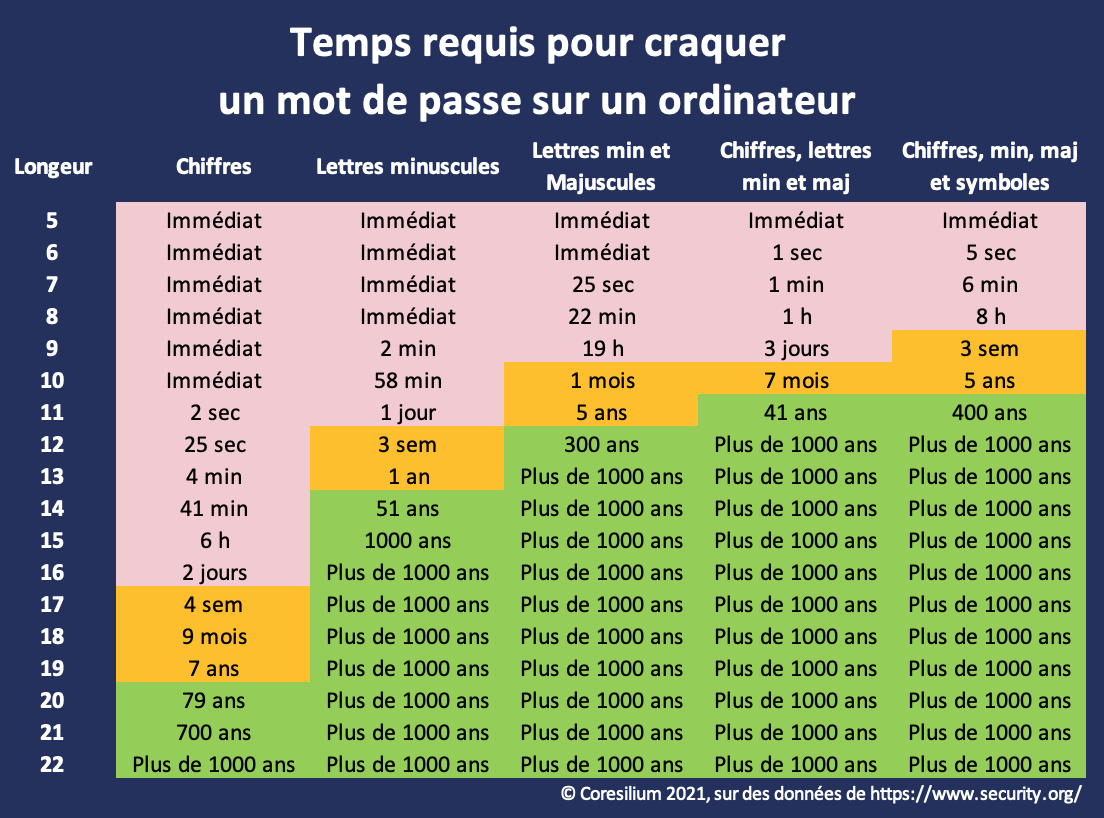 Temps requis pour craquer
un mot de passe sur un ordinateur
Longeur Chiffres Lettres minuscules Lettres min et Majuscules Chiffres, lettres min et maj Chiffres, min, maj et symboles
5 Immédiat Immédiat Immédiat Immédiat Immédiat
6 Immédiat Immédiat Immédiat 1 sec 5 sec
7 Immédiat Immédiat 25 sec 1 min 6 min
8 Immédiat Immédiat 22 min 1 h 8 h
9 Immédiat 2 min 19 h 3 jours 3 sem
10 Immédiat 58 min 1 mois 7 mois 5 ans
11 2 sec 1 jour 5 ans 41 ans 400 ans
12 25 sec 3 sem 300 ans Plus de 1000 ans Plus de 1000 ans
13 4 min 1 an Plus de 1000 ans Plus de 1000 ans Plus de 1000 ans
14 41 min 51 ans Plus de 1000 ans Plus de 1000 ans Plus de 1000 ans
15 6 h 1000 ans Plus de 1000 ans Plus de 1000 ans Plus de 1000 ans
16 2 jours Plus de 1000 ans Plus de 1000 ans Plus de 1000 ans Plus de 1000 ans
17 4 sem Plus de 1000 ans Plus de 1000 ans Plus de 1000 ans Plus de 1000 ans
18 9 mois Plus de 1000 ans Plus de 1000 ans Plus de 1000 ans Plus de 1000 ans
19 7 ans Plus de 1000 ans Plus de 1000 ans Plus de 1000 ans Plus de 1000 ans
20 79 ans Plus de 1000 ans Plus de 1000 ans Plus de 1000 ans Plus de 1000 ans
21 700 ans Plus de 1000 ans Plus de 1000 ans Plus de 1000 ans Plus de 1000 ans
22 Plus de 1000 ans Plus de 1000 ans Plus de 1000 ans Plus de 1000 ans Plus de 1000 ans
© Coresilium 2021, sur des données de https://www.security.org/